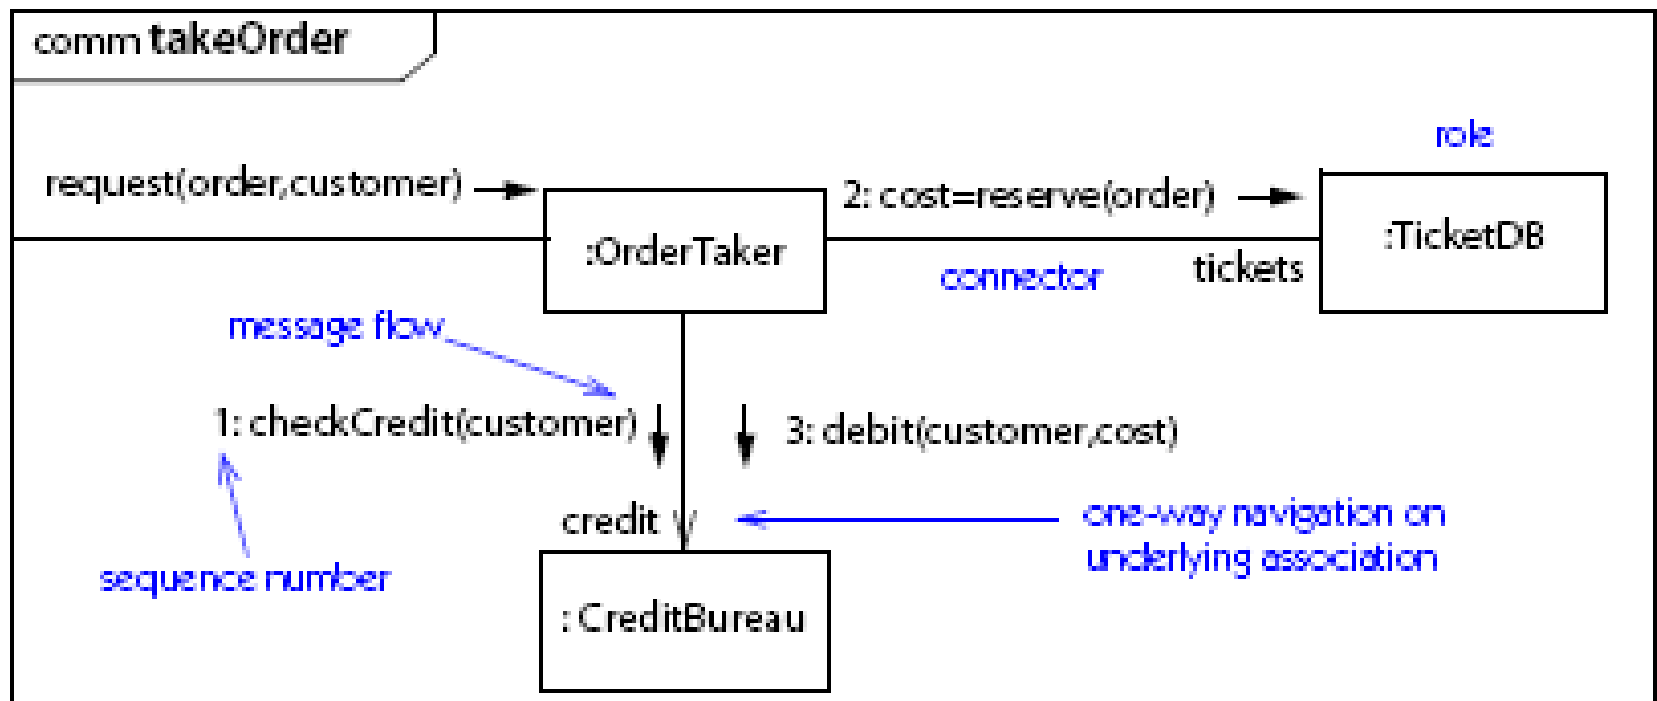 comm takeOrder
role
request(order,customer)
2: cost=reserve(order)
:OrderTaker
:TicketDB
connector
tickets
message flow
1: checkCredit(customer)
3: debit(customer,cost)
credit
one-way navigation on
underlying association
sequence number
: CreditBureau